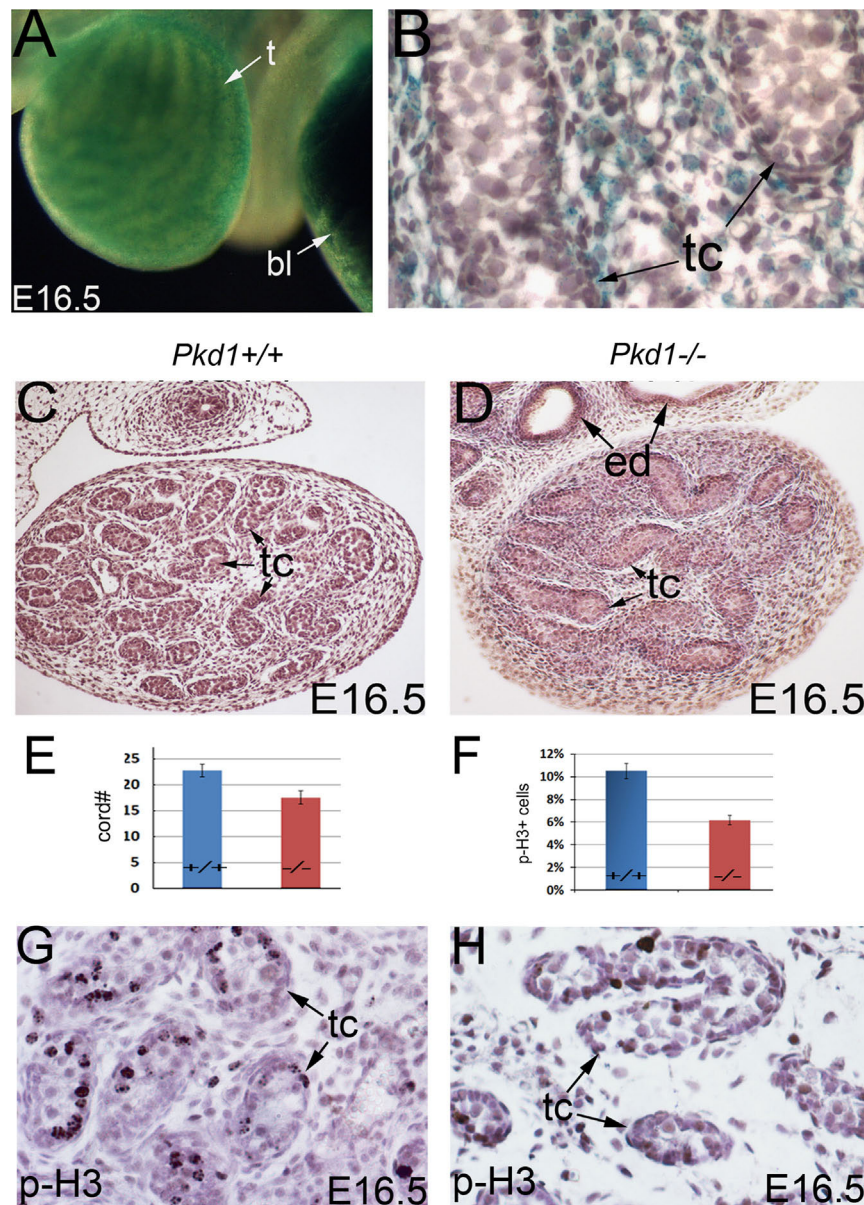 A
t
bl
E16.5
B
tc
Pkd1+/+
Pkd1-/-
C
tc
E16.5
D
ed
tc
E16.5
E
cord#
25
20
15
10
5
0
+/+
-/-
F
p-H3+ cells
12%
10%
8%
6%
4%
2%
0%
+/+
-/-
G
tc
p-H3
E16.5
H
tc
p-H3
E16.5